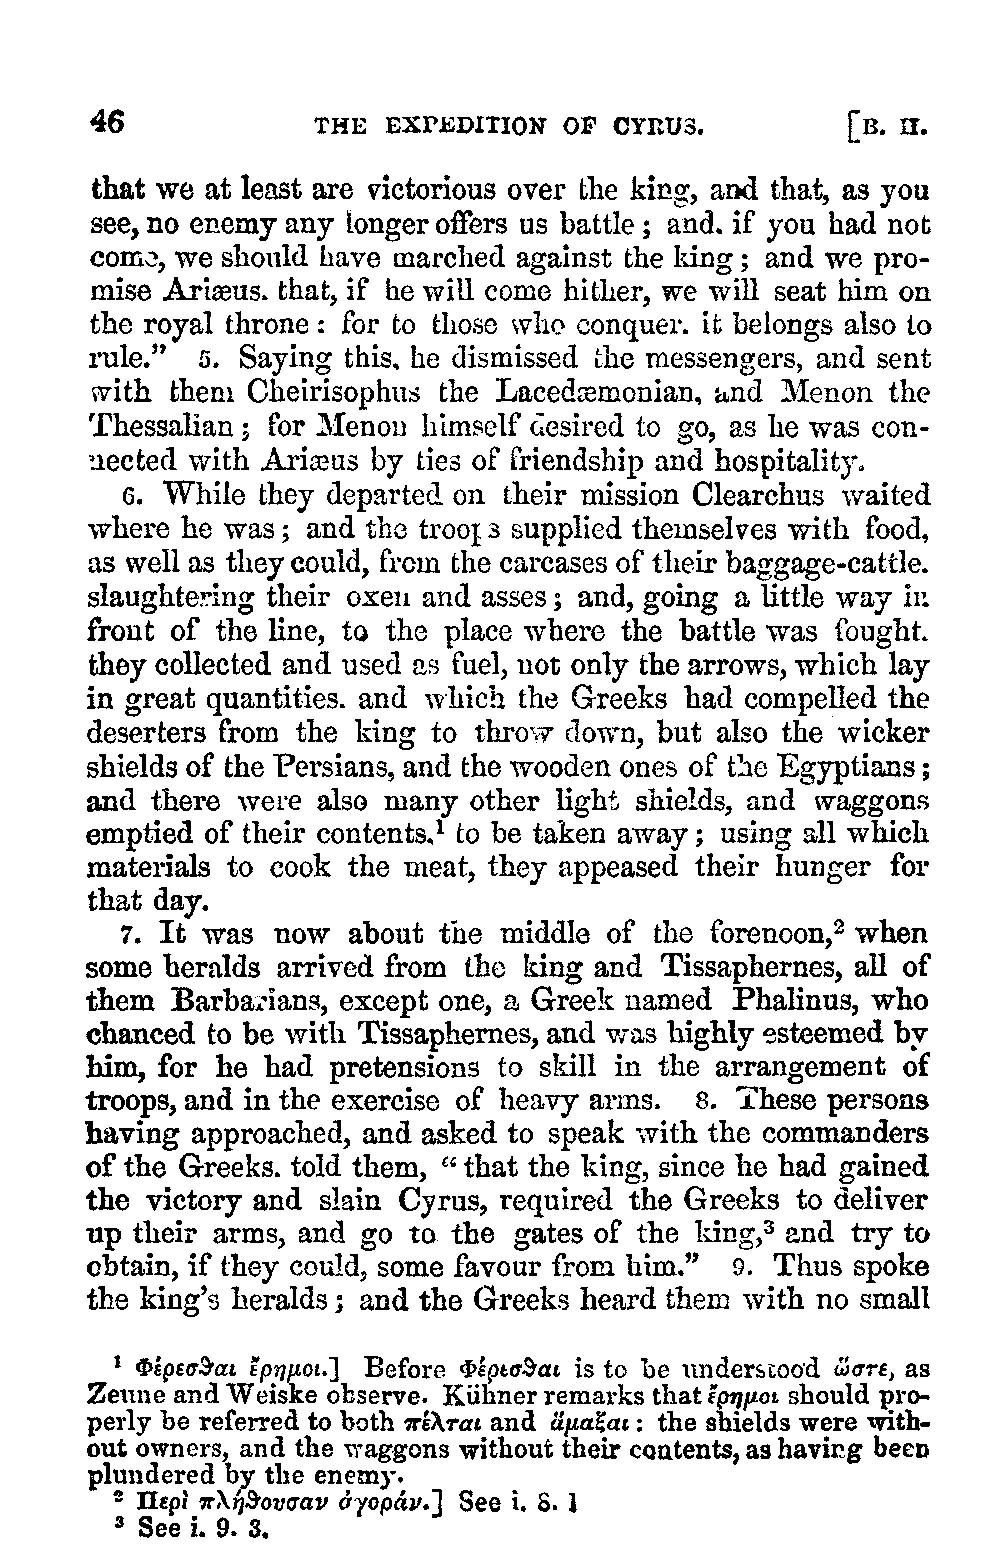 46 THE EXPEDITION OF CYRUS. [B. II.
that we at least are victorious over the king, and that, as you
see, no enemy any longer offers us battle; and. if you had not
come, we should have marched against the king; and we pro-
mise Ariæus. that, if he will come hither, we will seat him on
the royal throne: for to those who conquer. it belongs also to
rule.” 5. Saying this, he dismissed the messengers, and sent
with them Cheirisophus the Lacedæmonian, and Menon the
Thessalian; for Menon himself desired to go, as he was con-
nected with Ariæus by ties of friendship and hospitality.
6. While they departed on their mission Clearchus waited
where he was; and the troops supplied themselves with food,
as well as they could, from the carcases of their baggage-cattle.
slaughtering their oxen and asses; and, going a little way in
front of the line, to the place where the battle was fought.
they collected and used as fuel, not only the arrows, which lay
in great quantities. and which the Greeks had compelled the
deserters from the king to throw down, but also the wicker
shields of the Persians, and the wooden ones of the Egyptians;
and there were also many other light shields, and waggons
emptied of their contents,¹ to be taken away; using all which
materials to cook the meat, they appeased their hunger for
that day.
7. It was now about the middle of the forenoon,² when
some heralds arrived from the king and Tissaphernes, all of
them Barbarians, except one, a Greek named Phalinus, who
chanced to be with Tissaphernes, and was highly esteemed by
him, for he had pretensions to skill in the arrangement of
troops, and in the exercise of heavy arms. 8. These persons
having approached, and asked to speak with the commanders
of the Greeks. told them, “that the king, since he had gained
the victory and slain Cyrus, required the Greeks to deliver
up their arms, and go to the gates of the king,³ and try to
obtain, if they could, some favour from him.” 9. Thus spoke
the king’s heralds; and the Greeks heard them with no small
¹ Φέρεσϑαι ἔρημοι.] Before Φέρεσϑαι is to be understood ὥστε, as
Zeune and Weiske observe. Kühner remarks that ἔρημοι should pro-
perly be referred to both πέλται and ἅμαξαι: the shields were with-
out owners, and the waggons without their contents, as having been
plundered by the enemy.
² Περὶ πλήϑουσαν ἀγοράν.] See i. 8. 1
³ See i. 9. 3.